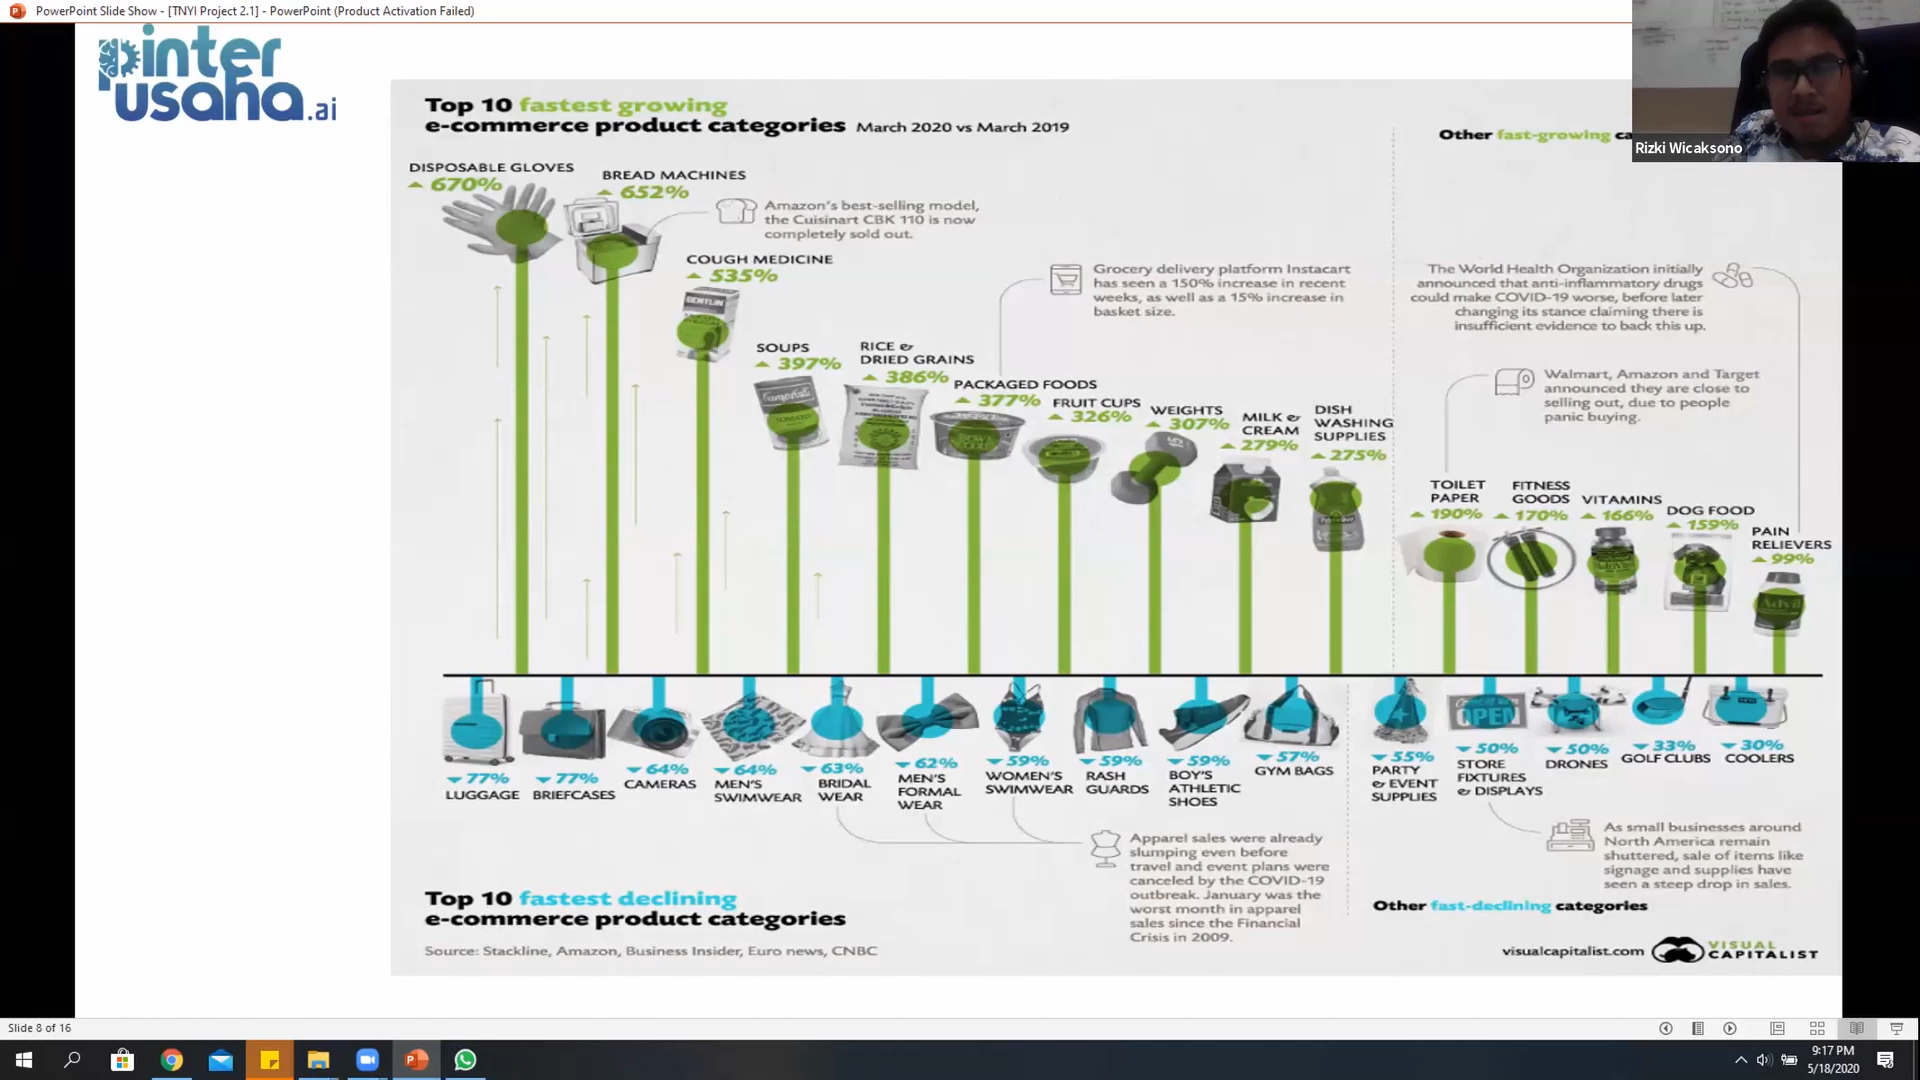 PowerPoint Slide Show - [TNYI Project 2.1] - PowerPoint (Product Activation Failed)
pinter
usaha.ai
Top 10 fastest growing
e-commerce product categories March 2020 vs March 2019
Other fast-growing ca
Rizki Wicaksono
DISPOSABLE GLOVES
670%
BREAD MACHINES
652%
Amazon's best-selling model,
the Cuisinart CBK 110 is now
completely sold out.
COUGH MEDICINE
535%
BENYLIN
Grocery delivery platform Instacart
has seen a 150% increase in recent
weeks, as well as a 15% increase in
basket size.
The World Health Organization initially
announced that anti-inflammatory drugs
could make COVID-19 worse, before later
changing its stance claiming there is
insufficient evidence to back this up.
SOUPS
397%
RICE &
DRIED GRAINS
386%
PACKAGED FOODS
377%
FRUIT CUPS
326%
WEIGHTS
307%
MILK &
CREAM
279%
DISH
WASHING
SUPPLIES
275%
Walmart, Amazon and Target
announced they are close to
selling out, due to people
panic buying.
TOILET
PAPER
190%
FITNESS
GOODS
170%
VITAMINS
166%
DOG FOOD
159%
PAIN
RELIEVERS
99%
Advil
OPEN
77%
LUGGAGE
77%
BRIEFCASES
64%
CAMERAS
64%
MEN'S
SWIMWEAR
63%
BRIDAL
WEAR
62%
MEN'S
FORMAL
WEAR
59%
WOMEN'S
SWIMWEAR
59%
RASH
GUARDS
59%
BOY'S
ATHLETIC
SHOES
57%
GYM BAGS
55%
PARTY
& EVENT
SUPPLIES
50%
STORE
FIXTURES
& DISPLAYS
50%
DRONES
33%
GOLF CLUBS
30%
COOLERS
Apparel sales were already
slumping even before
travel and event plans were
canceled by the COVID-19
outbreak. January was the
worst month in apparel
sales since the Financial
Crisis in 2009.
As small businesses around
North America remain
shuttered, sale of items like
signage and supplies have
seen a steep drop in sales.
Top 10 fastest declining
e-commerce product categories
Other fast-declining categories
Source: Stackline, Amazon, Business Insider, Euro news, CNBC
visualcapitalist.com
VISUAL
CAPITALIST
Slide 8 of 16
9:17 PM
5/18/2020